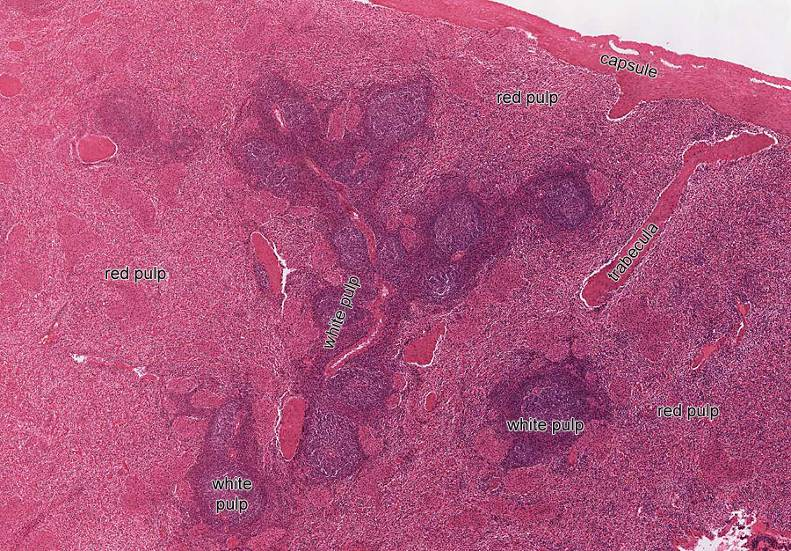 capsule
red pulp
trabecula
red pulp
white pulp
red pulp
white pulp
white
pulp